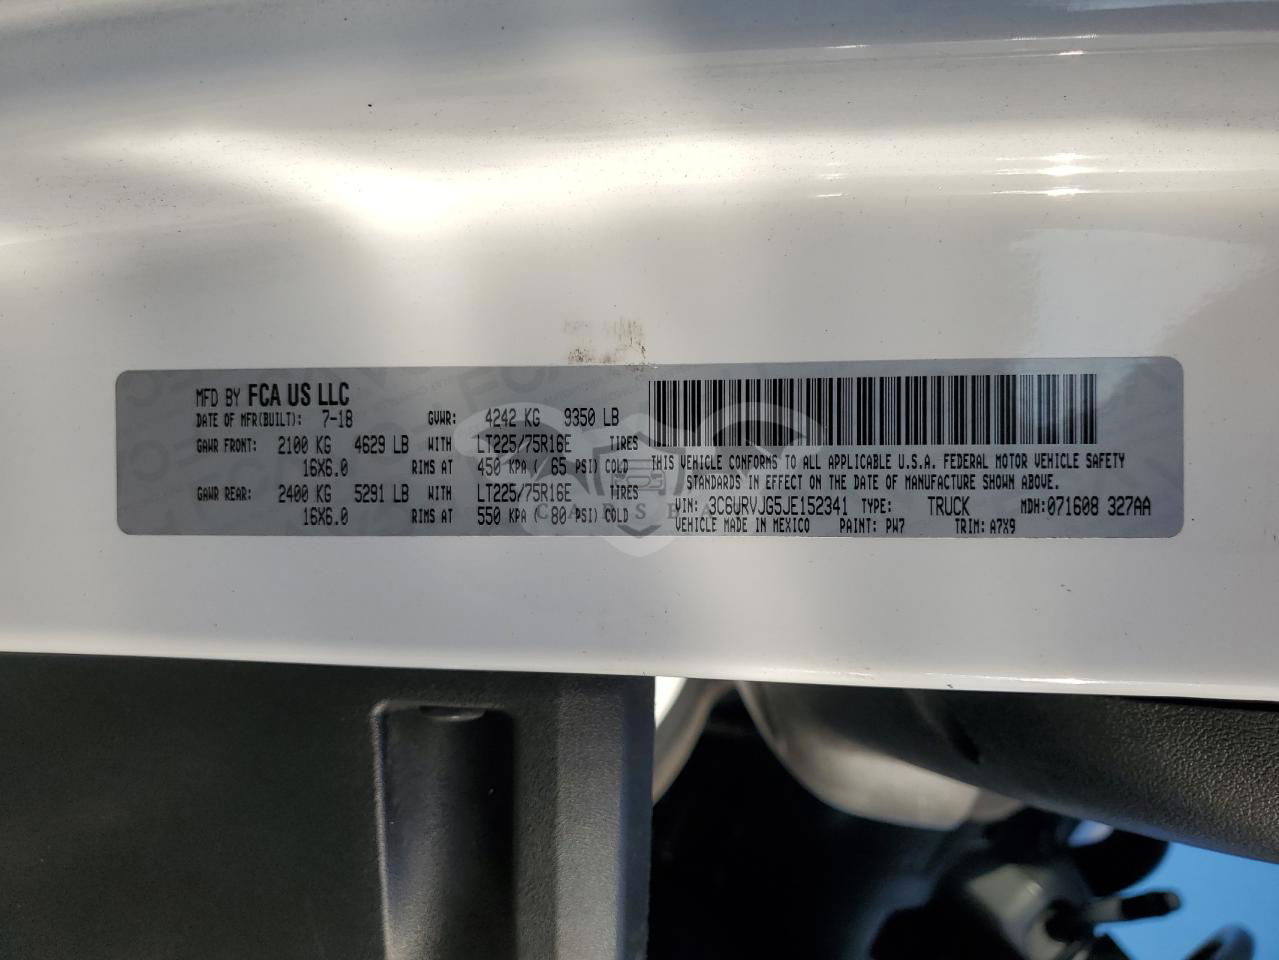 MFD BY FCA US LLC
DATE OF MFR(BUILT): 7-18 GVWR: 4242 KG 9350 LB
GAWR FRONT: 2100 KG 4629 LB WITH LT225/75R16E TIRES
16X6.0 RIMS AT 450 KPA ( 65 PSI) COLD
GAWR REAR: 2400 KG 5291 LB WITH LT225/75R16E TIRES
16X6.0 RIMS AT 550 KPA ( 80 PSI) COLD
THIS VEHICLE CONFORMS TO ALL APPLICABLE U.S.A. FEDERAL MOTOR VEHICLE SAFETY
STANDARDS IN EFFECT ON THE DATE OF MANUFACTURE SHOWN ABOVE.
VIN: 3C6URVJG5JE152341 TYPE: TRUCK MDH:071608 327AA
VEHICLE MADE IN MEXICO PAINT: PW7 TRIM: A7X9